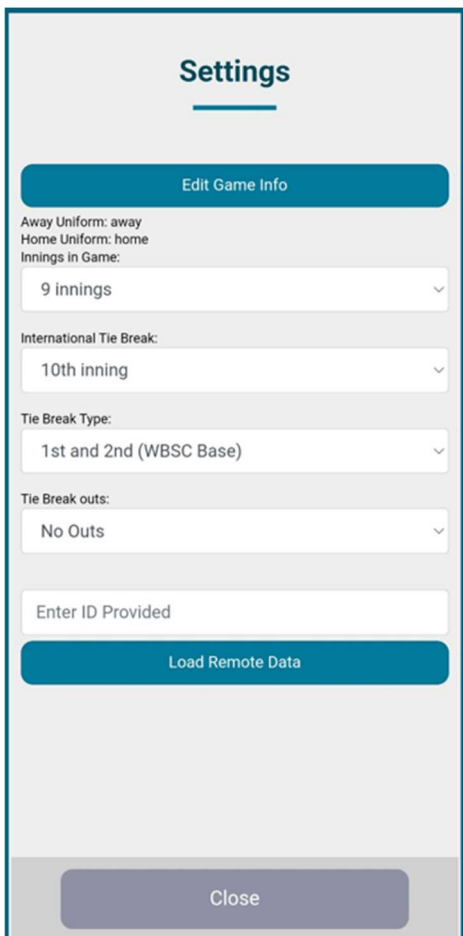 Settings
Edit Game Info
Away Uniform: away
Home Uniform: home
Innings in Game:
9 innings
International Tie Break:
10th inning
Tie Break Type:
1st and 2nd (WBSC Base)
Tie Break outs:
No Outs
Enter ID Provided
Load Remote Data
Close